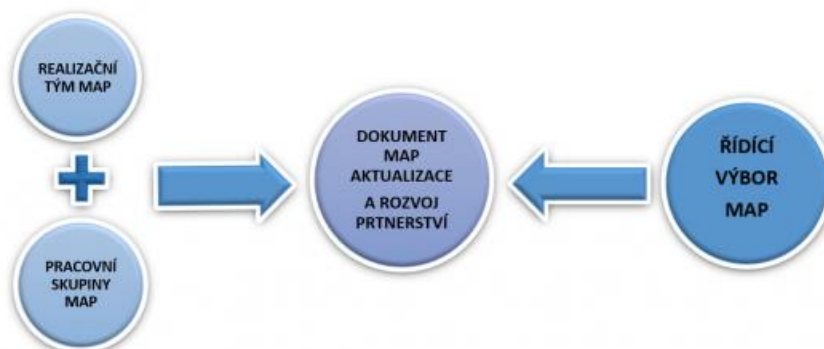 REALIZAČNÍ
TÝM MAP
PRACOVNÍ
SKUPINY
MAP
DOKUMENT
MAP
AKTUALIZACE
A ROZVOJ
PRTNERSTVÍ
ŘÍDÍCÍ
VÝBOR
MAP